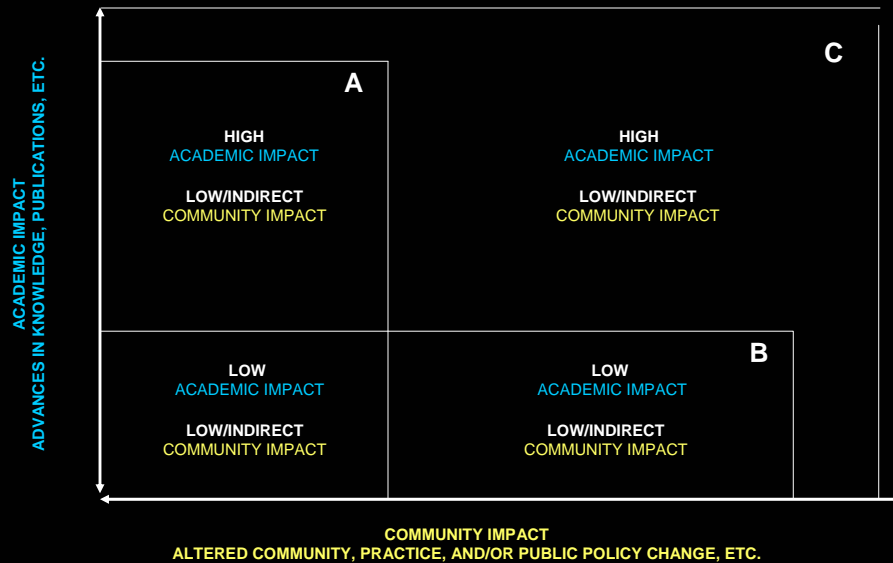 ACADEMIC IMPACT
ADVANCES IN KNOWLEDGE, PUBLICATIONS, ETC.
A
HIGH
ACADEMIC IMPACT
LOW/INDIRECT
COMMUNITY IMPACT
C
HIGH
ACADEMIC IMPACT
LOW/INDIRECT
COMMUNITY IMPACT
LOW
ACADEMIC IMPACT
LOW/INDIRECT
COMMUNITY IMPACT
B
LOW
ACADEMIC IMPACT
LOW/INDIRECT
COMMUNITY IMPACT
COMMUNITY IMPACT
ALTERED COMMUNITY, PRACTICE, AND/OR PUBLIC POLICY CHANGE, ETC.